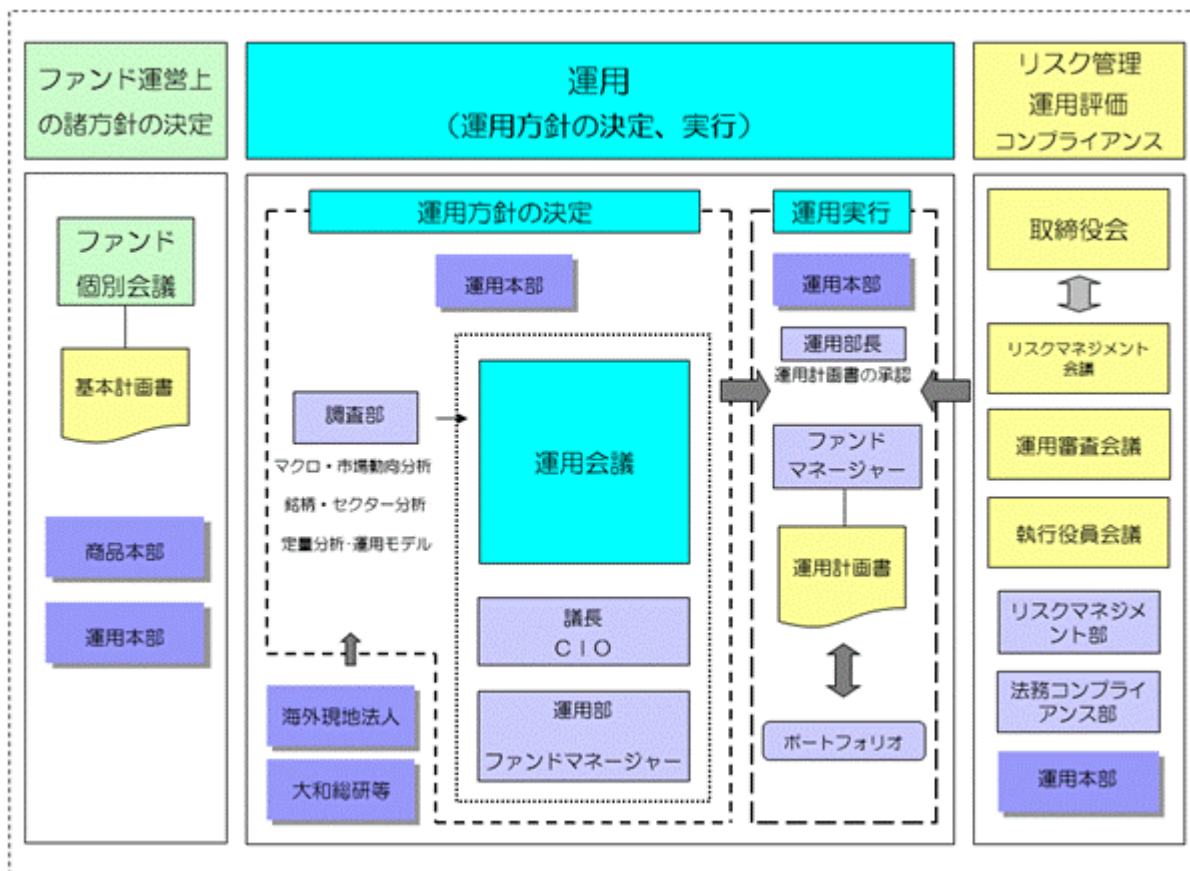 ファンド運営上
の諸方針の決定
運用
（運用方針の決定、実行）
リスク管理
運用評価
コンプライアンス
ファンド
個別会議
基本計画書
商品本部
運用本部
運用方針の決定
運用本部
調査部
マクロ・市場動向分析
銘柄・セクター分析
定量分析･運用モデル
海外現地法人
大和総研等
運用会議
議長
ＣＩＯ
運用部
ファンドマネージャー
運用実行
運用本部
運用部長
運用計画書の承認
ファンド
マネージャー
運用計画書
ポートフォリオ
取締役会
リスクマネジメント
会議
運用審査会議
執行役員会議
リスクマネジメ
ント部
法務コンプライ
アンス部
運用本部